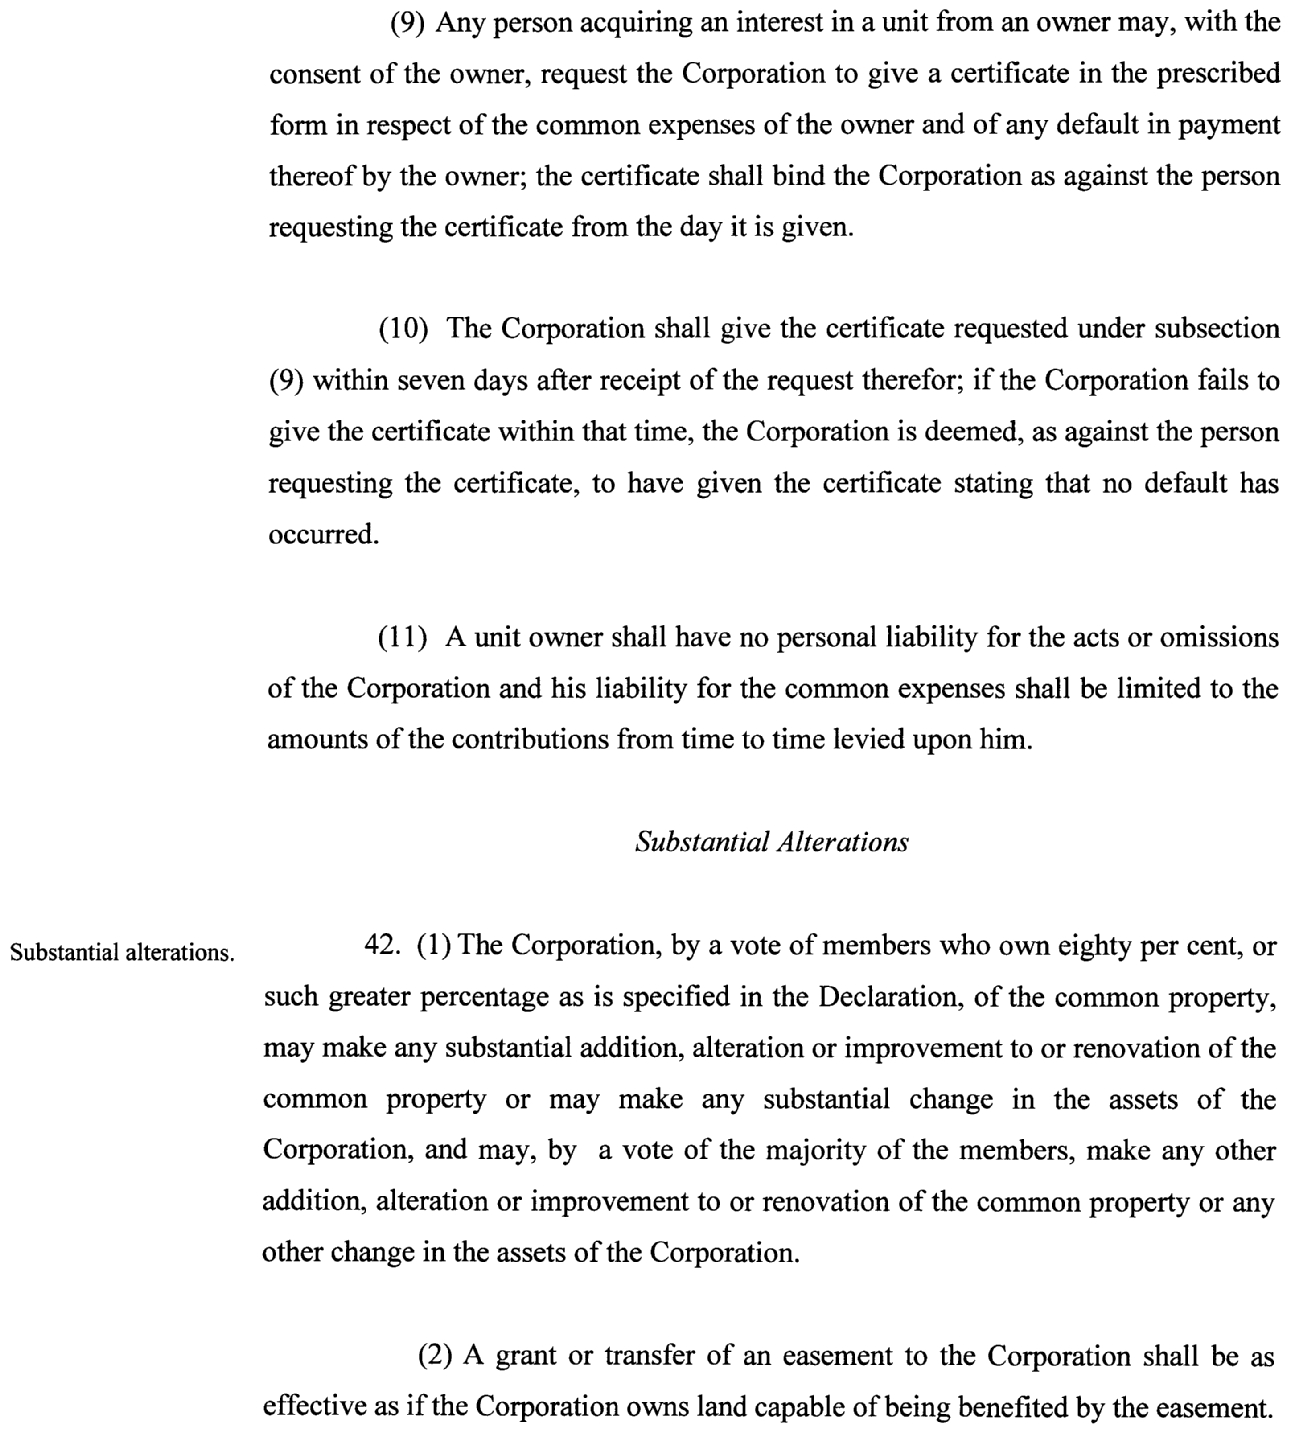 (9) Any person acquiring an interest in a unit from an owner may, with the
consent of the owner, request the Corporation to give a certificate in the prescribed
form in respect of the common expenses of the owner and of any default in payment
thereof by the owner; the certificate shall bind the Corporation as against the person
requesting the certificate from the day it is given.
(10) The Corporation shall give the certificate requested under subsection
(9) within seven days after receipt of the request therefor; if the Corporation fails to
give the certificate within that time, the Corporation is deemed, as against the person
requesting the certificate, to have given the certificate stating that no default has
occurred.
(11) A unit owner shall have no personal liability for the acts or omissions
of the Corporation and his liability for the common expenses shall be limited to the
amounts of the contributions from time to time levied upon him.
Substantial Alterations
Substantial alterations.
42. (1) The Corporation, by a vote of members who own eighty per cent, or
such greater percentage as is specified in the Declaration, of the common property,
may make any substantial addition, alteration or improvement to or renovation of the
common property or may make any substantial change in the assets of the
Corporation, and may, by a vote of the majority of the members, make any other
addition, alteration or improvement to or renovation of the common property or any
other change in the assets of the Corporation.
(2) A grant or transfer of an easement to the Corporation shall be as
effective as if the Corporation owns land capable of being benefited by the easement.